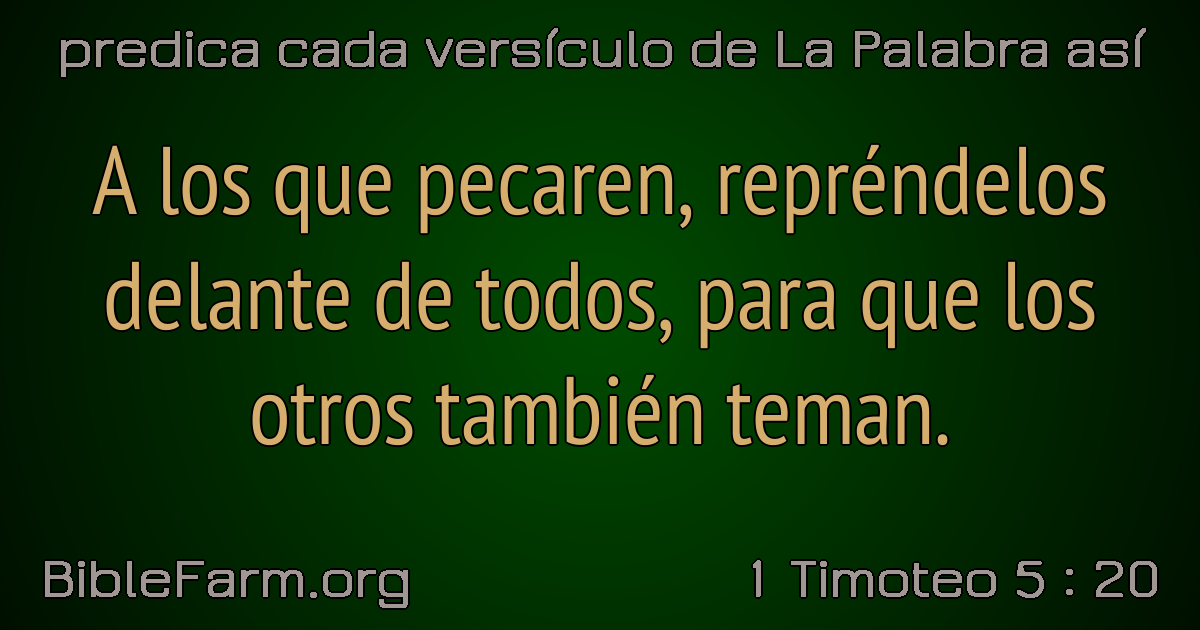 predica cada versículo de La Palabra así
A los que pecaren, repréndelos
delante de todos, para que los
otros también teman.
BibleFarm.org
1 Timoteo 5 : 20